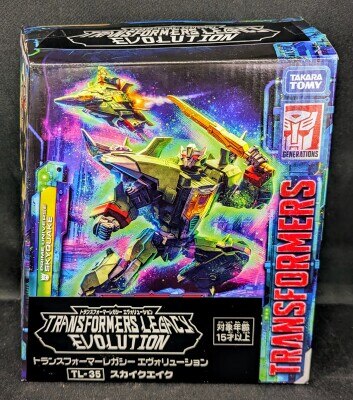 TAKARA
TOMY
GENERATIONS
TRANSFORMERS
PRIME UNIVERSE
SKYQUAKE
トランスフォーマーレガシー エヴォリューション
TRANSFORMERS LEGACY
EVOLUTION
トランスフォーマーレガシー エヴォリューション
対象年齢
15才以上
TL-35 スカイクエイク